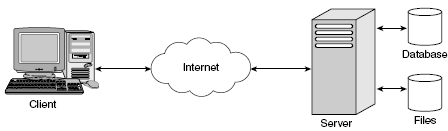 Internet
Database
Client
Server
Files